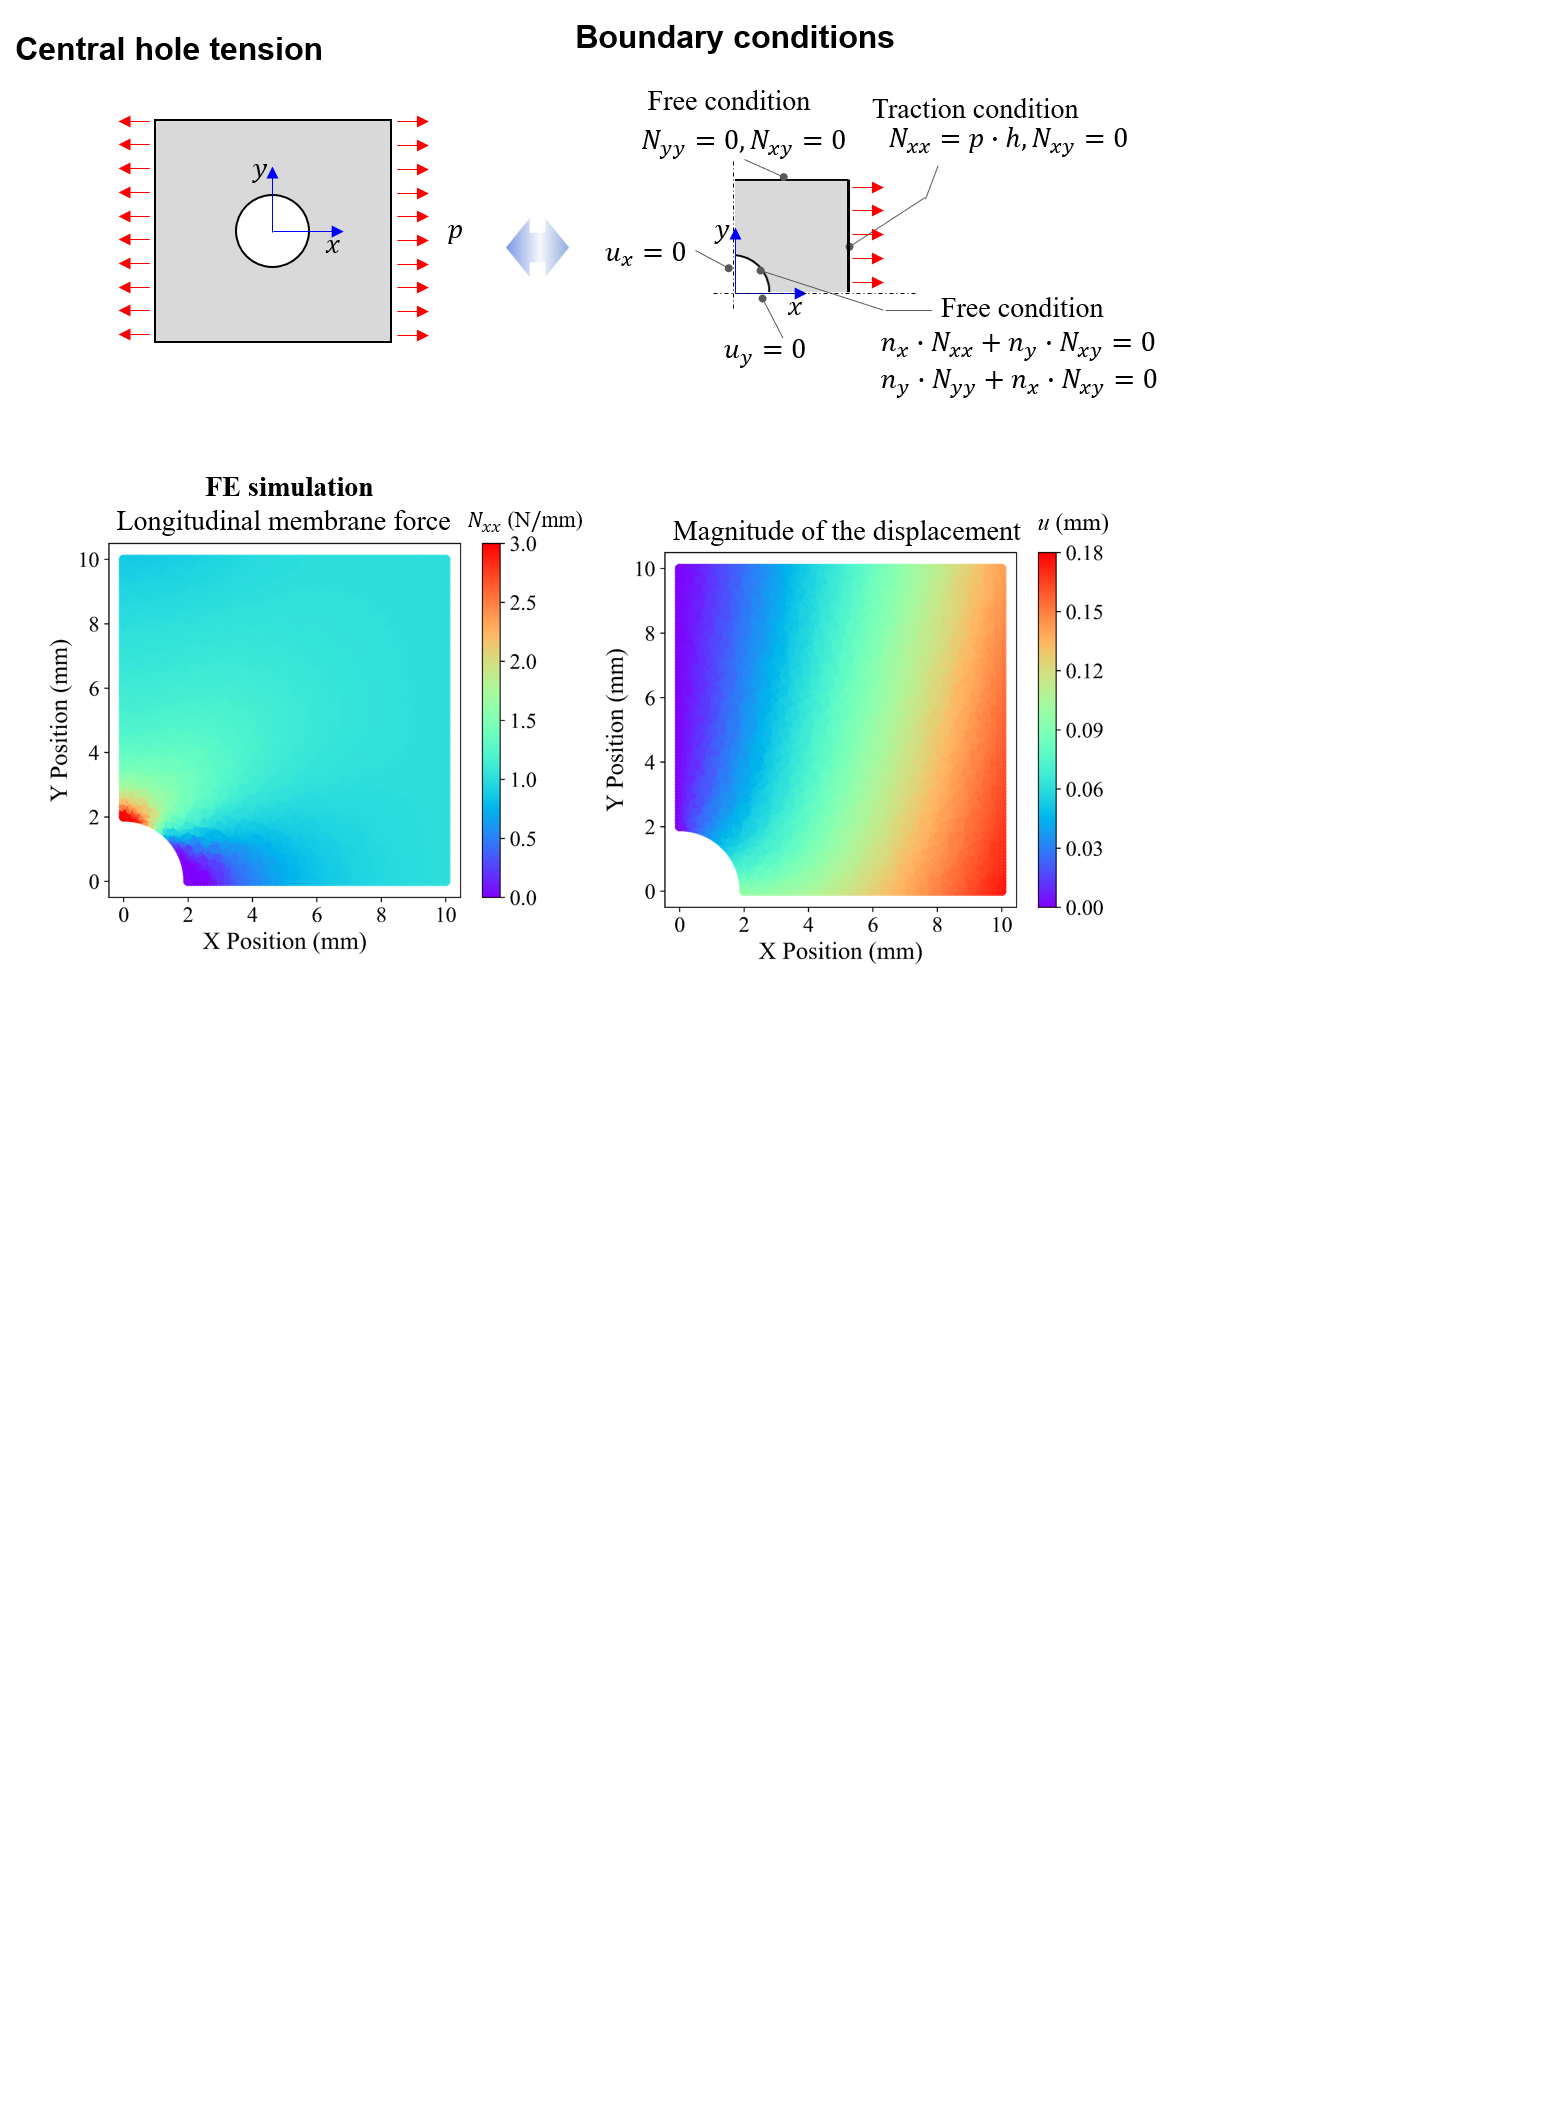 Central hole tension
Boundary conditions
Free condition
N_yy = 0, N_xy = 0
Traction condition
N_xx = p · h, N_xy = 0
y
x
p
u_x = 0
y
x
u_y = 0
Free condition
n_x · N_xx + n_y · N_xy = 0
n_y · N_yy + n_x · N_xy = 0
FE simulation
Longitudinal membrane force
N_xx (N/mm)
3.0
2.5
2.0
1.5
1.0
0.5
0.0
10
8
6
4
2
0
Y Position (mm)
0 2 4 6 8 10
X Position (mm)
Magnitude of the displacement
u (mm)
0.18
0.15
0.12
0.09
0.06
0.03
0.00
10
8
6
4
2
0
Y Position (mm)
0 2 4 6 8 10
X Position (mm)